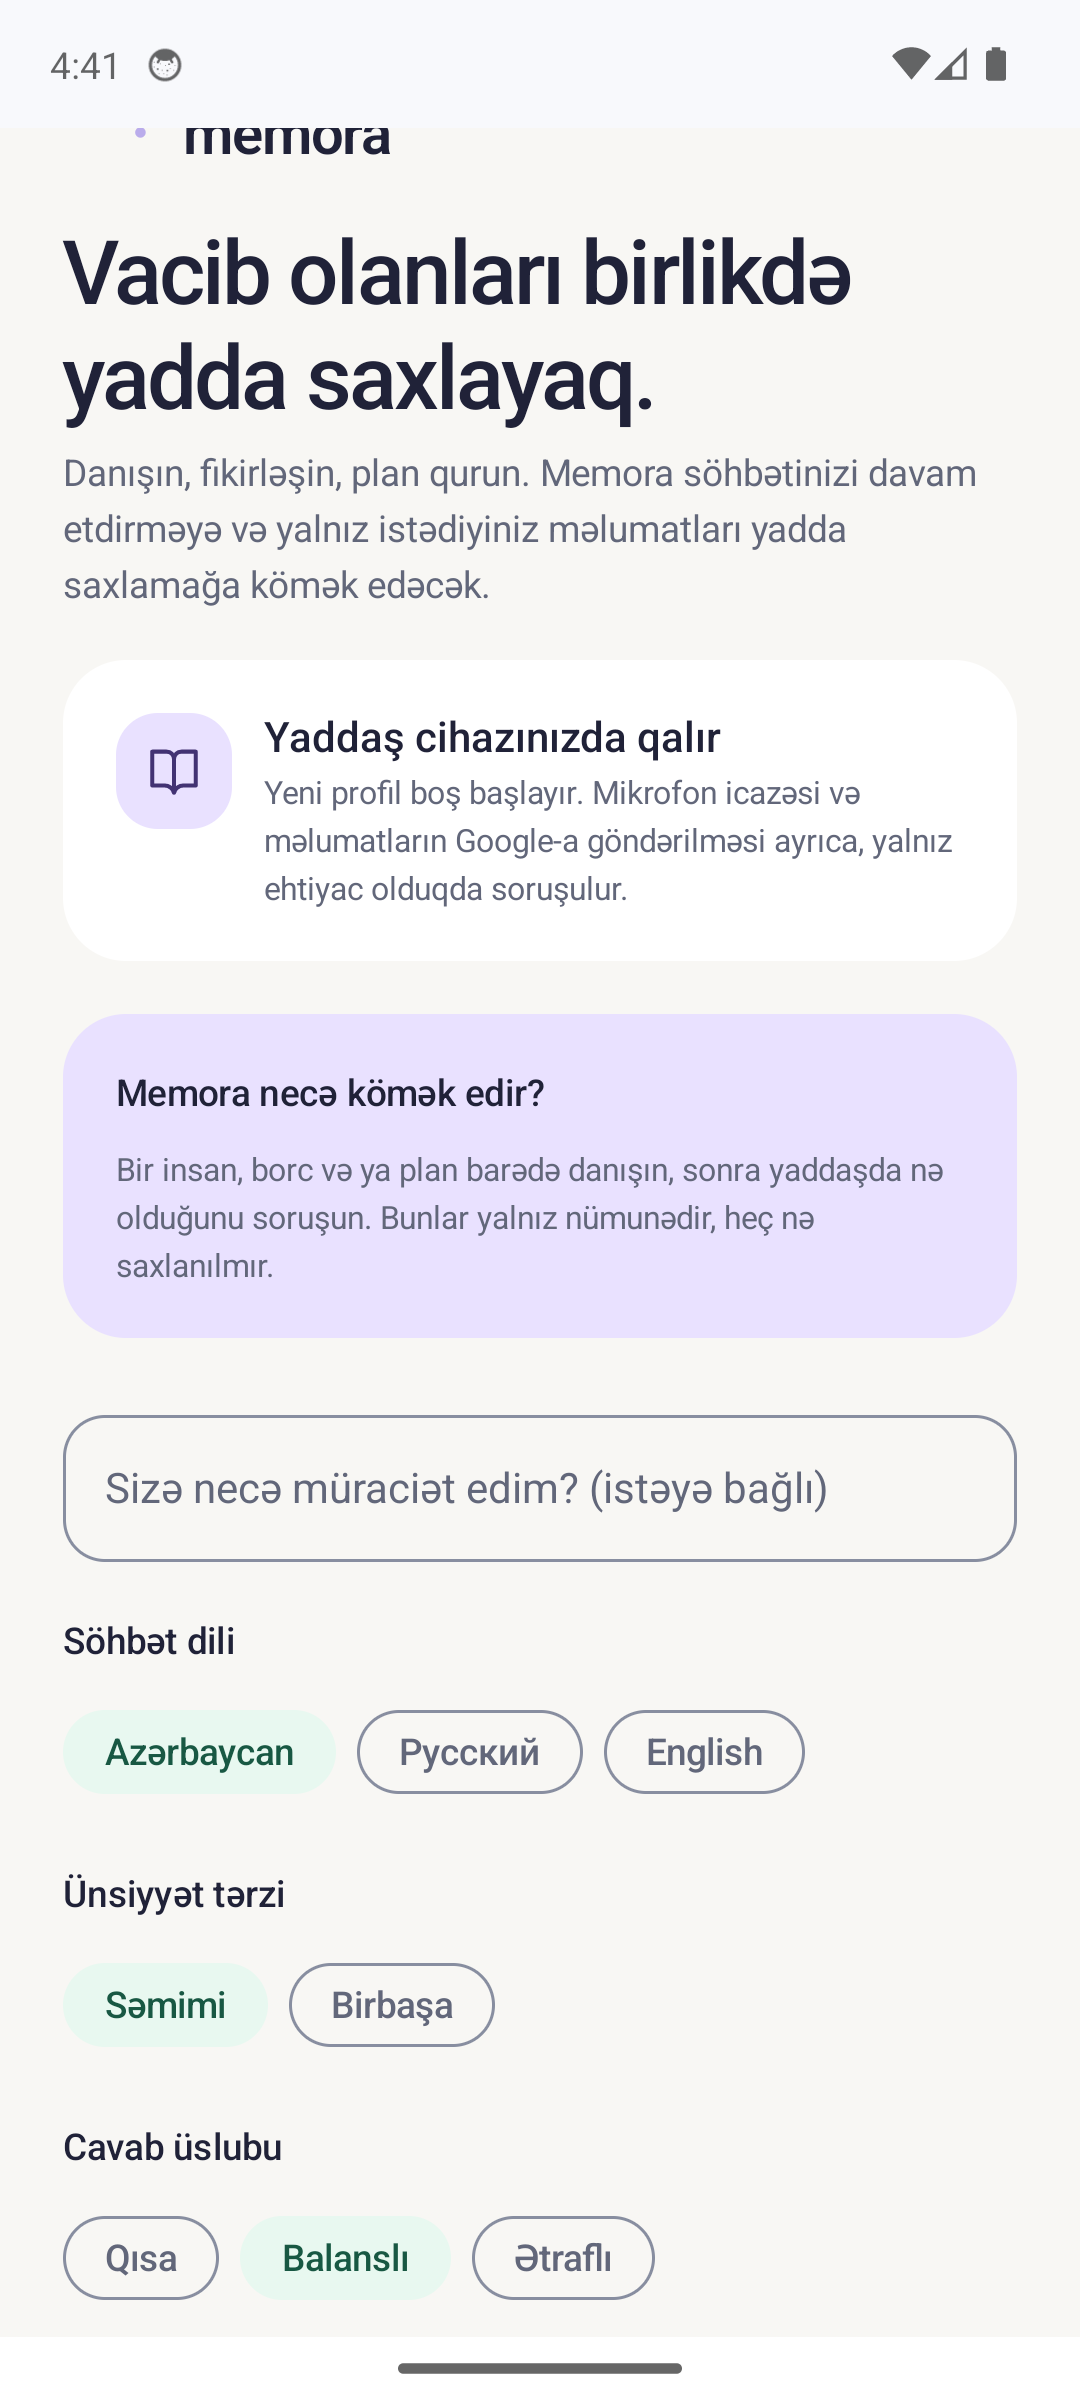 4:41
memora
Vacib olanları birlikdə
yadda saxlayaq.
Danışın, fikirləşin, plan qurun. Memora söhbətinizi davam
etdirməyə və yalnız istədiyiniz məlumatları yadda
saxlamağa kömək edəcək.
Yaddaş cihazınızda qalır
Yeni profil boş başlayır. Mikrofon icazəsi və
məlumatların Google-a göndərilməsi ayrıca, yalnız
ehtiyac olduqda soruşulur.
Memora necə kömək edir?
Bir insan, borc və ya plan barədə danışın, sonra yaddaşda nə
olduğunu soruşun. Bunlar yalnız nümunədir, heç nə
saxlanılmır.
Sizə necə müraciət edim? (istəyə bağlı)
Söhbət dili
Azərbaycan Русский English
Ünsiyyət tərzi
Səmimi Birbaşa
Cavab üslubu
Qısa Balanslı Ətraflı